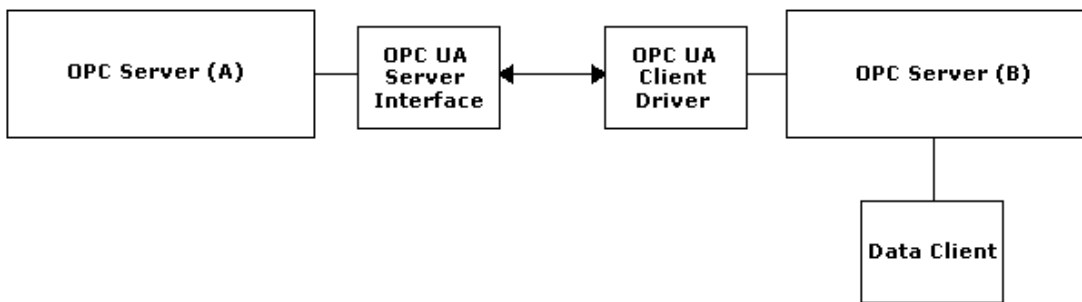 OPC Server (A)
OPC UA
Server
Interface
OPC UA
Client
Driver
OPC Server (B)
Data Client